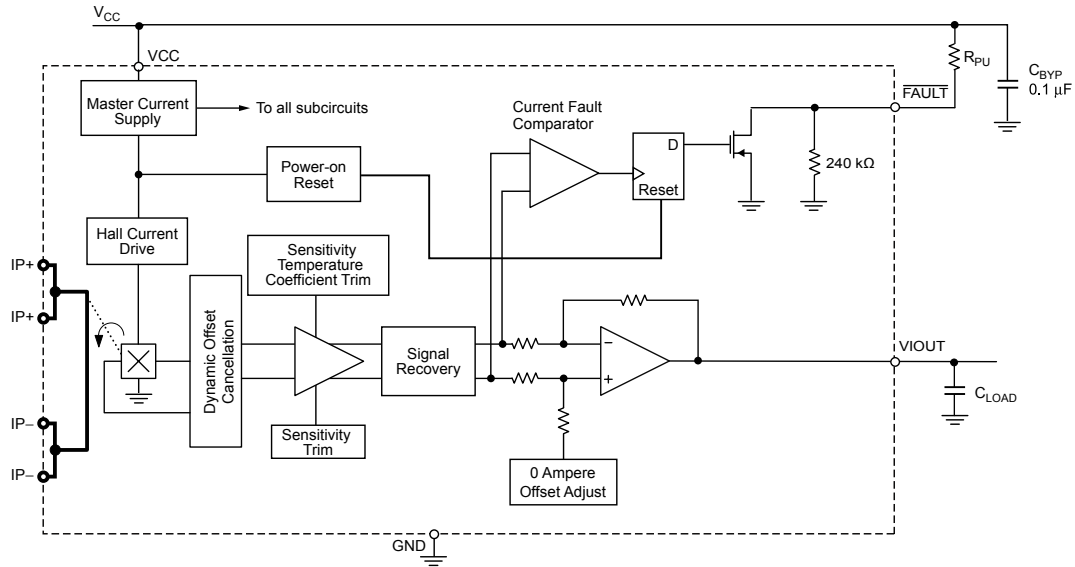 VCC
VCC
Master Current
Supply
To all subcircuits
RPU
CBYP
0.1 µF
FAULT
Current Fault
Comparator
D
Reset
240 kΩ
Power-on
Reset
Hall Current
Drive
IP+
IP+
IP−
IP−
Dynamic Offset
Cancellation
Sensitivity
Temperature
Coefficient Trim
Sensitivity
Trim
Signal
Recovery
−
+
0 Ampere
Offset Adjust
VIOUT
CLOAD
GND